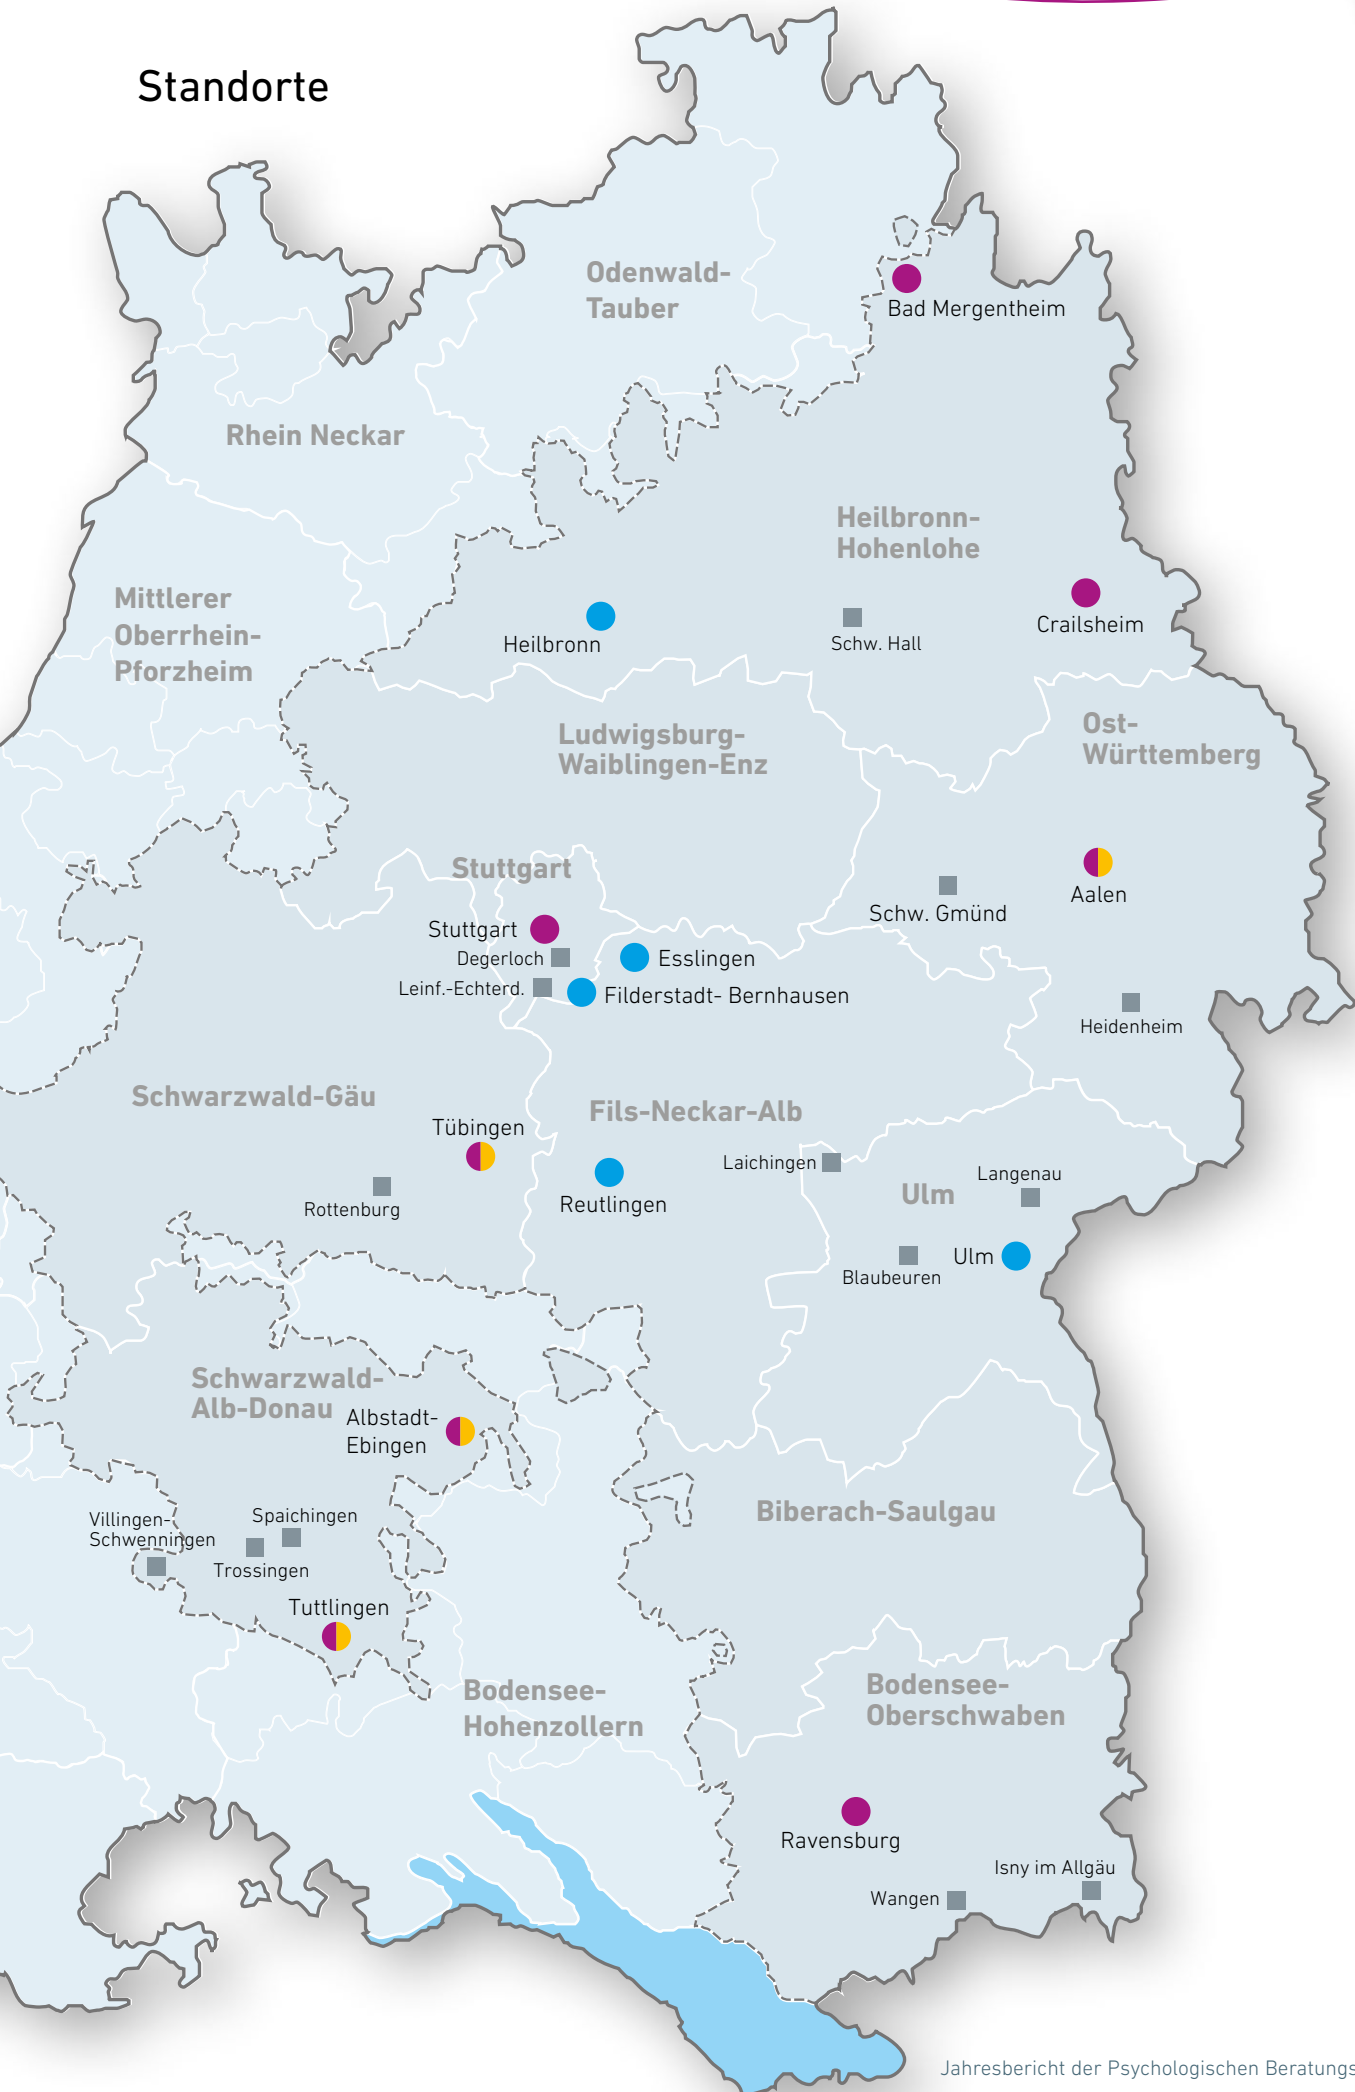 Standorte
Odenwald-
Tauber
Bad Mergentheim
Rhein Neckar
Heilbronn-
Hohenlohe
Mittlerer
Oberrhein-
Pforzheim
Heilbronn
Schw. Hall
Crailsheim
Ludwigsburg-
Waiblingen-Enz
Ost-
Württemberg
Stuttgart
Aalen
Schw. Gmünd
Stuttgart
Degerloch
Esslingen
Leinf.-Echterd.
Filderstadt- Bernhausen
Heidenheim
Schwarzwald-Gäu
Fils-Neckar-Alb
Tübingen
Laichingen
Langenau
Ulm
Rottenburg
Reutlingen
Blaubeuren
Ulm
Schwarzwald-
Alb-Donau
Albstadt-
Ebingen
Biberach-Saulgau
Villingen-
Schwenningen
Spaichingen
Trossingen
Tuttlingen
Bodensee-
Hohenzollern
Bodensee-
Oberschwaben
Ravensburg
Isny im Allgäu
Wangen
Jahresbericht der Psychologischen Beratungs